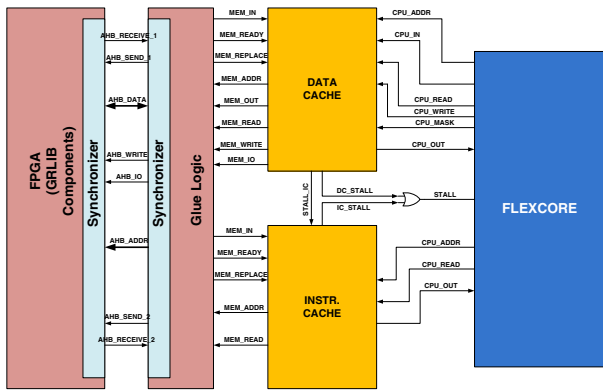 FPGA
(GRLIB
Components)
Synchronizer
AHB_RECEIVE_1
AHB_SEND_1
AHB_DATA
AHB_WRITE
AHB_IO
AHB_ADDR
AHB_SEND_2
AHB_RECEIVE_2
Synchronizer
Glue Logic
MEM_IN
MEM_READY
MEM_REPLACE
MEM_ADDR
MEM_OUT
MEM_READ
MEM_WRITE
MEM_IO
MEM_IN
MEM_READY
MEM_REPLACE
MEM_ADDR
MEM_READ
DATA
CACHE
STALL_IC
DC_STALL
IC_STALL
STALL
INSTR.
CACHE
CPU_ADDR
CPU_IN
CPU_READ
CPU_WRITE
CPU_MASK
CPU_OUT
CPU_ADDR
CPU_READ
CPU_OUT
FLEXCORE